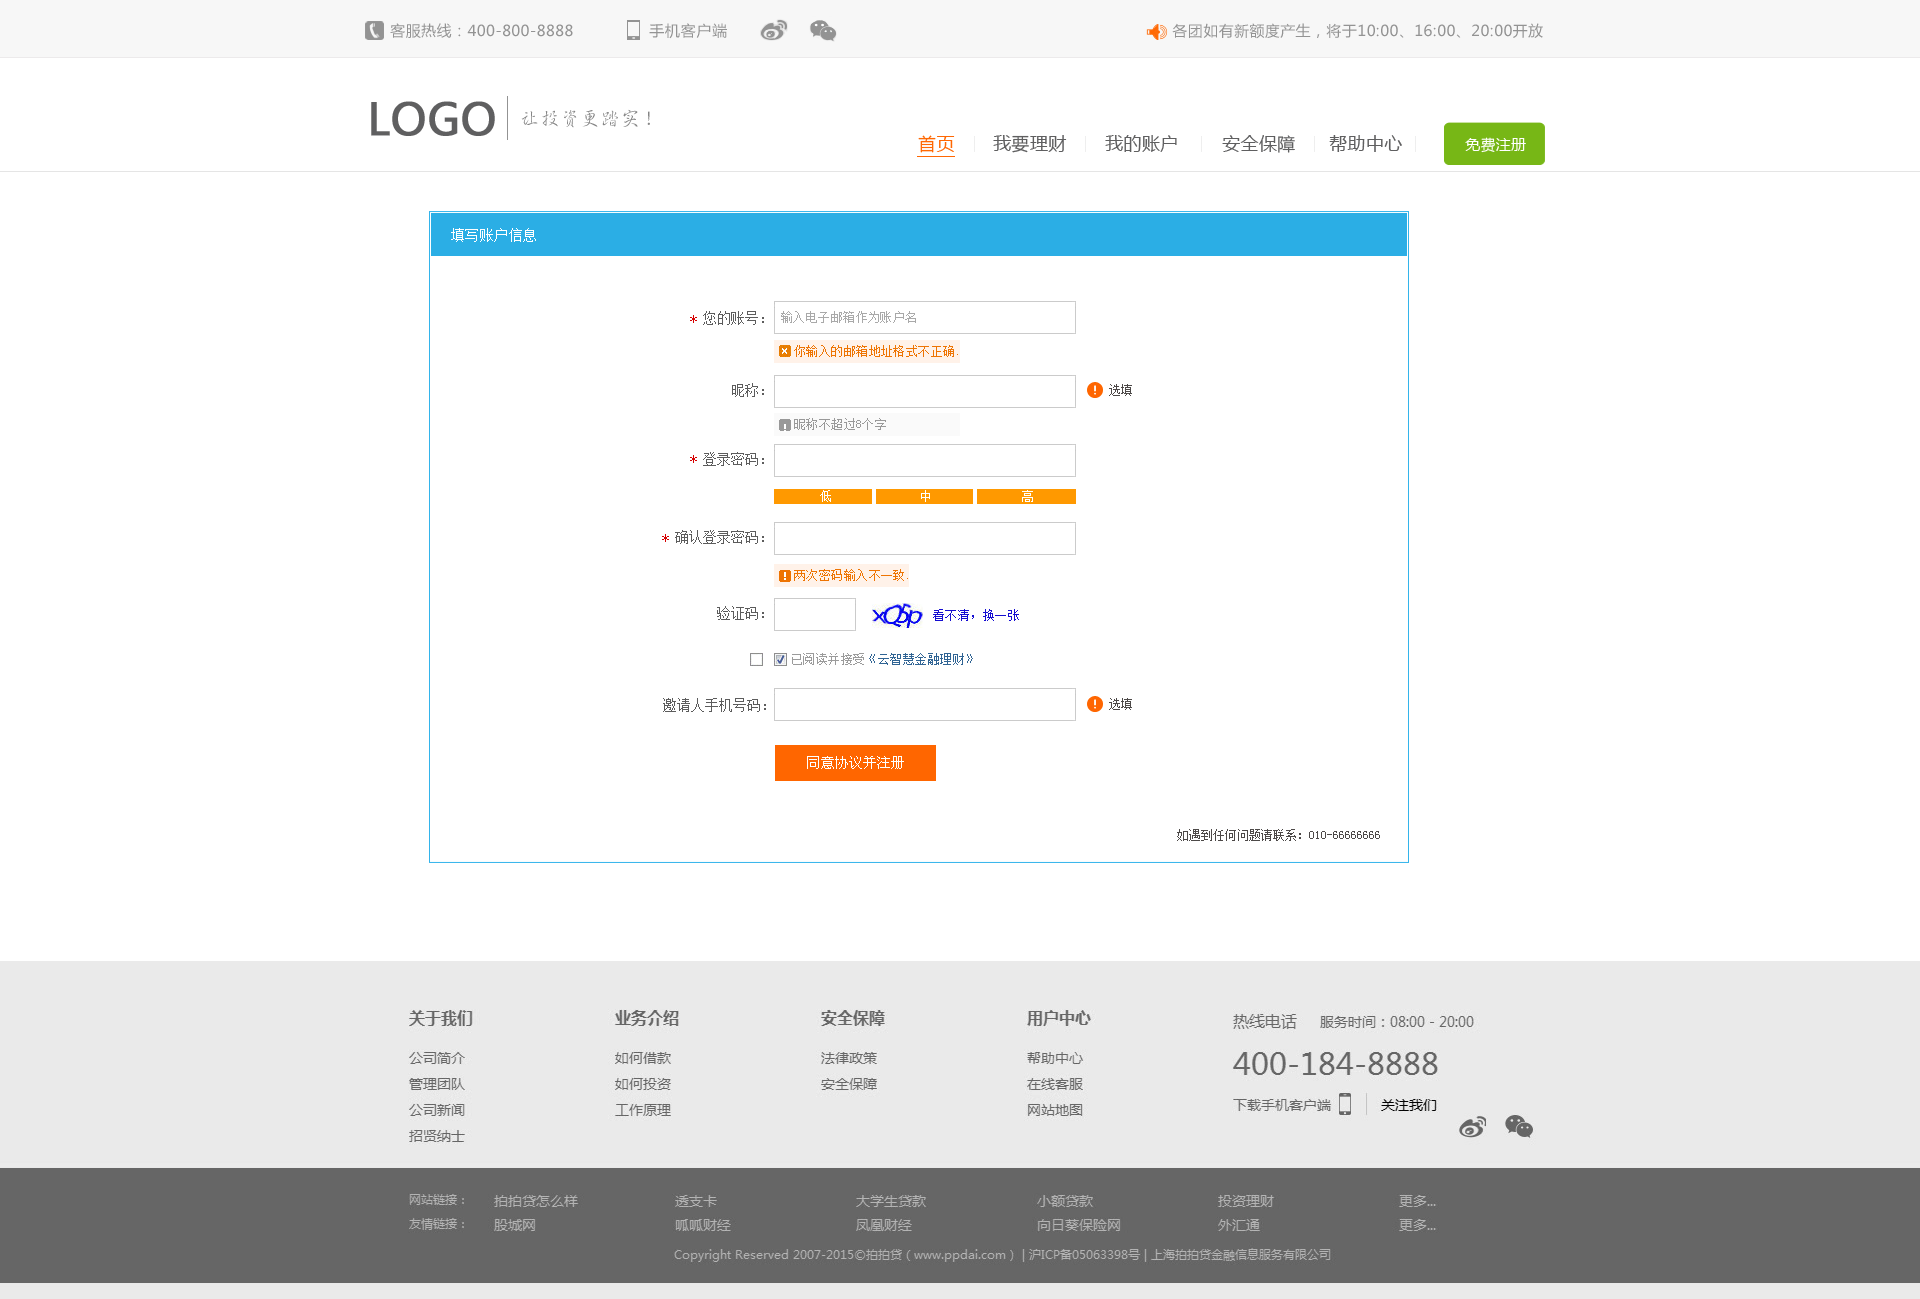 客服热线：400-800-8888 手机客户端 各团如有新额度产生，将于10:00、16:00、20:00开放
LOGO 让投资更踏实！
首页 我要理财 我的账户 安全保障 帮助中心 免费注册
填写账户信息
* 您的账号： 输入电子邮箱作为账户名
你输入的邮箱地址格式不正确.
昵称： 选填
昵称不超过8个字
* 登录密码：
低 中 高
* 确认登录密码：
两次密码输入不一致.
验证码： xQ5p 看不清，换一张
已阅读并接受《云智慧金融理财》
邀请人手机号码： 选填
同意协议并注册
如遇到任何问题请联系：010-66666666
关于我们 业务介绍 安全保障 用户中心 热线电话 服务时间：08:00 - 20:00
公司简介 如何借款 法律政策 帮助中心 400-184-8888
管理团队 如何投资 安全保障 在线客服
公司新闻 工作原理 网站地图 下载手机客户端 关注我们
招贤纳士
网站链接： 拍拍贷怎么样 透支卡 大学生贷款 小额贷款 投资理财 更多...
友情链接： 股城网 呱呱财经 凤凰财经 向日葵保险网 外汇通 更多...
Copyright Reserved 2007-2015©拍拍贷（www.ppdai.com）| 沪ICP备05063398号 | 上海拍拍贷金融信息服务有限公司